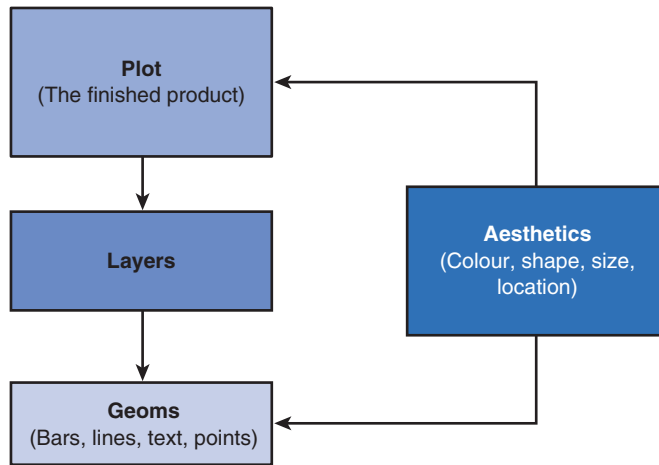 Plot
(The finished product)
Layers
Aesthetics
(Colour, shape, size,
location)
Geoms
(Bars, lines, text, points)